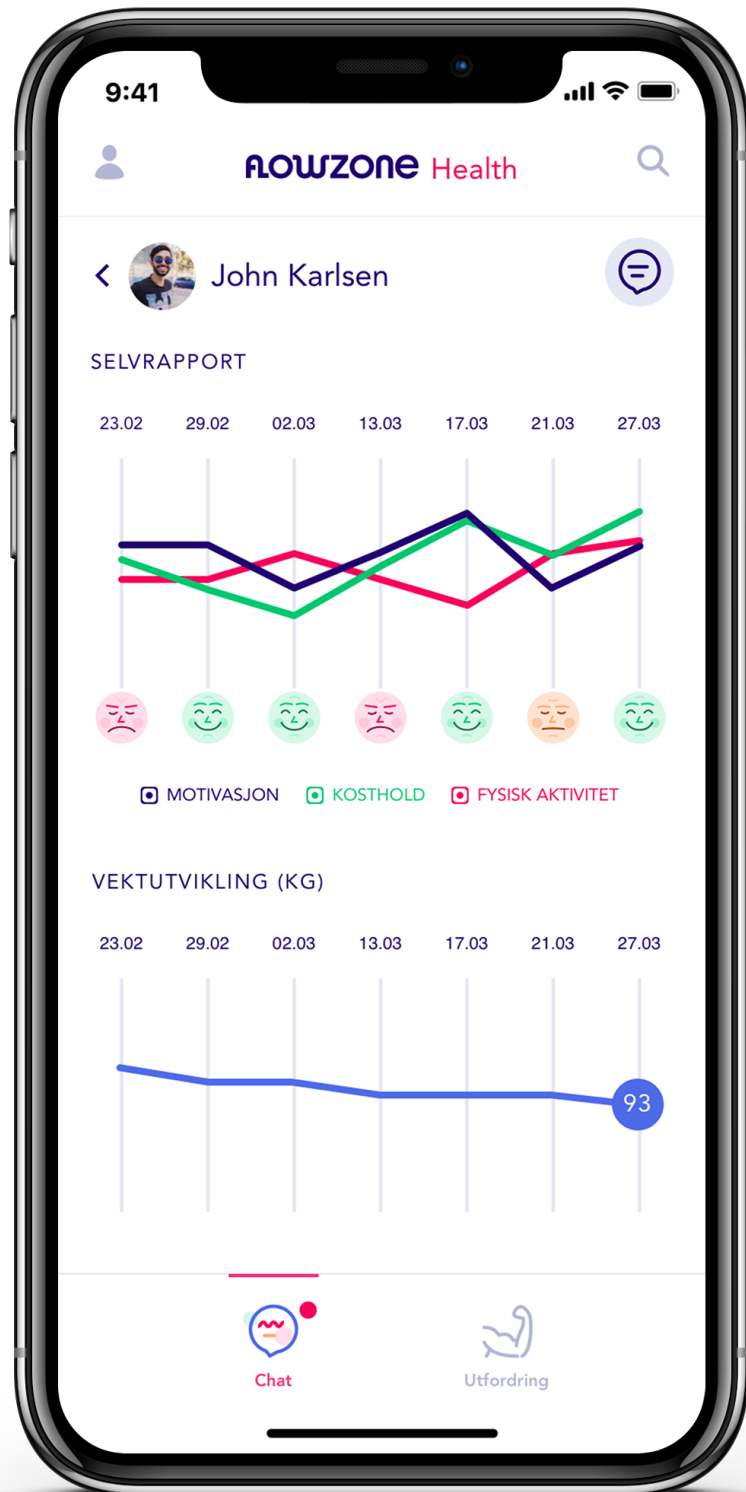 9:41
flowzone Health
John Karlsen
SELVRAPPORT
23.02 29.02 02.03 13.03 17.03 21.03 27.03
MOTIVASJON KOSTHOLD FYSISK AKTIVITET
VEKTUTVIKLING (KG)
23.02 29.02 02.03 13.03 17.03 21.03 27.03
93
Chat Utfordring